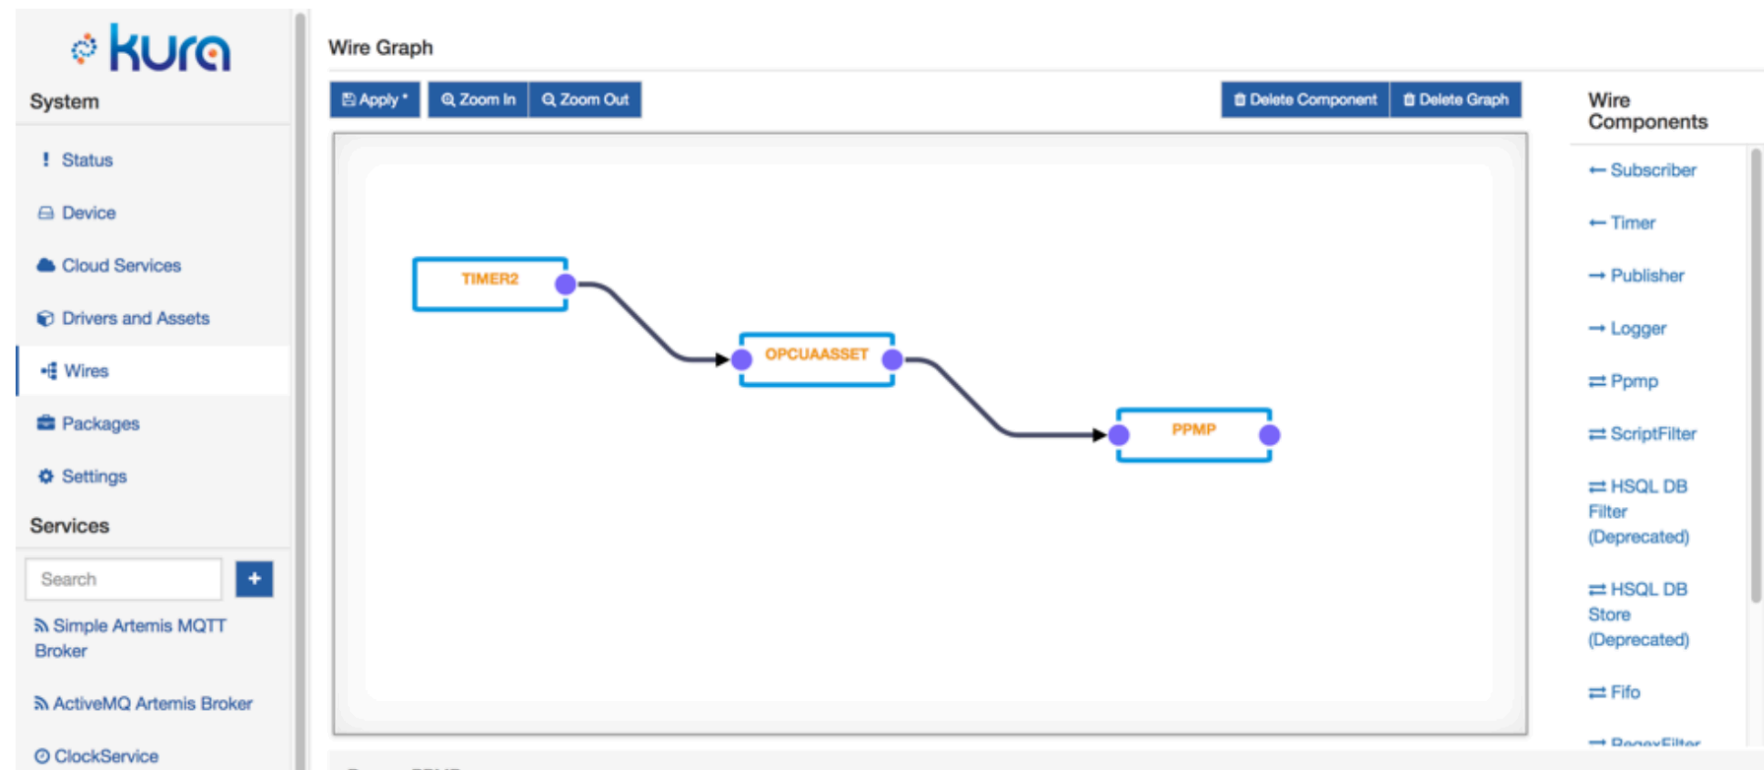 kura
System
Status
Device
Cloud Services
Drivers and Assets
Wires
Packages
Settings
Services
Search
+
Simple Artemis MQTT
Broker
ActiveMQ Artemis Broker
ClockService
Wire Graph
Apply *
Zoom In
Zoom Out
Delete Component
Delete Graph
TIMER2
OPCUAASSET
PPMP
Wire
Components
Subscriber
Timer
Publisher
Logger
Ppmp
ScriptFilter
HSQL DB
Filter
(Deprecated)
HSQL DB
Store
(Deprecated)
Fifo
RegexFilter